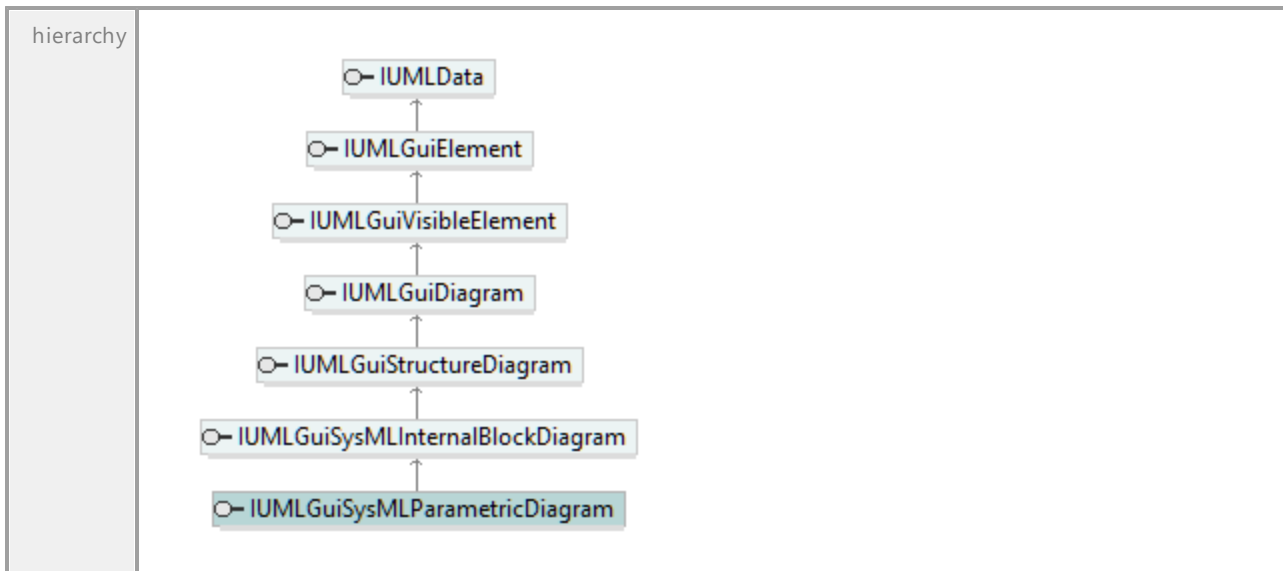 hierarchy
IUMLData
IUMLGuiElement
IUMLGuiVisibleElement
IUMLGuiDiagram
IUMLGuiStructureDiagram
IUMLGuiSysMLInternalBlockDiagram
IUMLGuiSysMLParametricDiagram